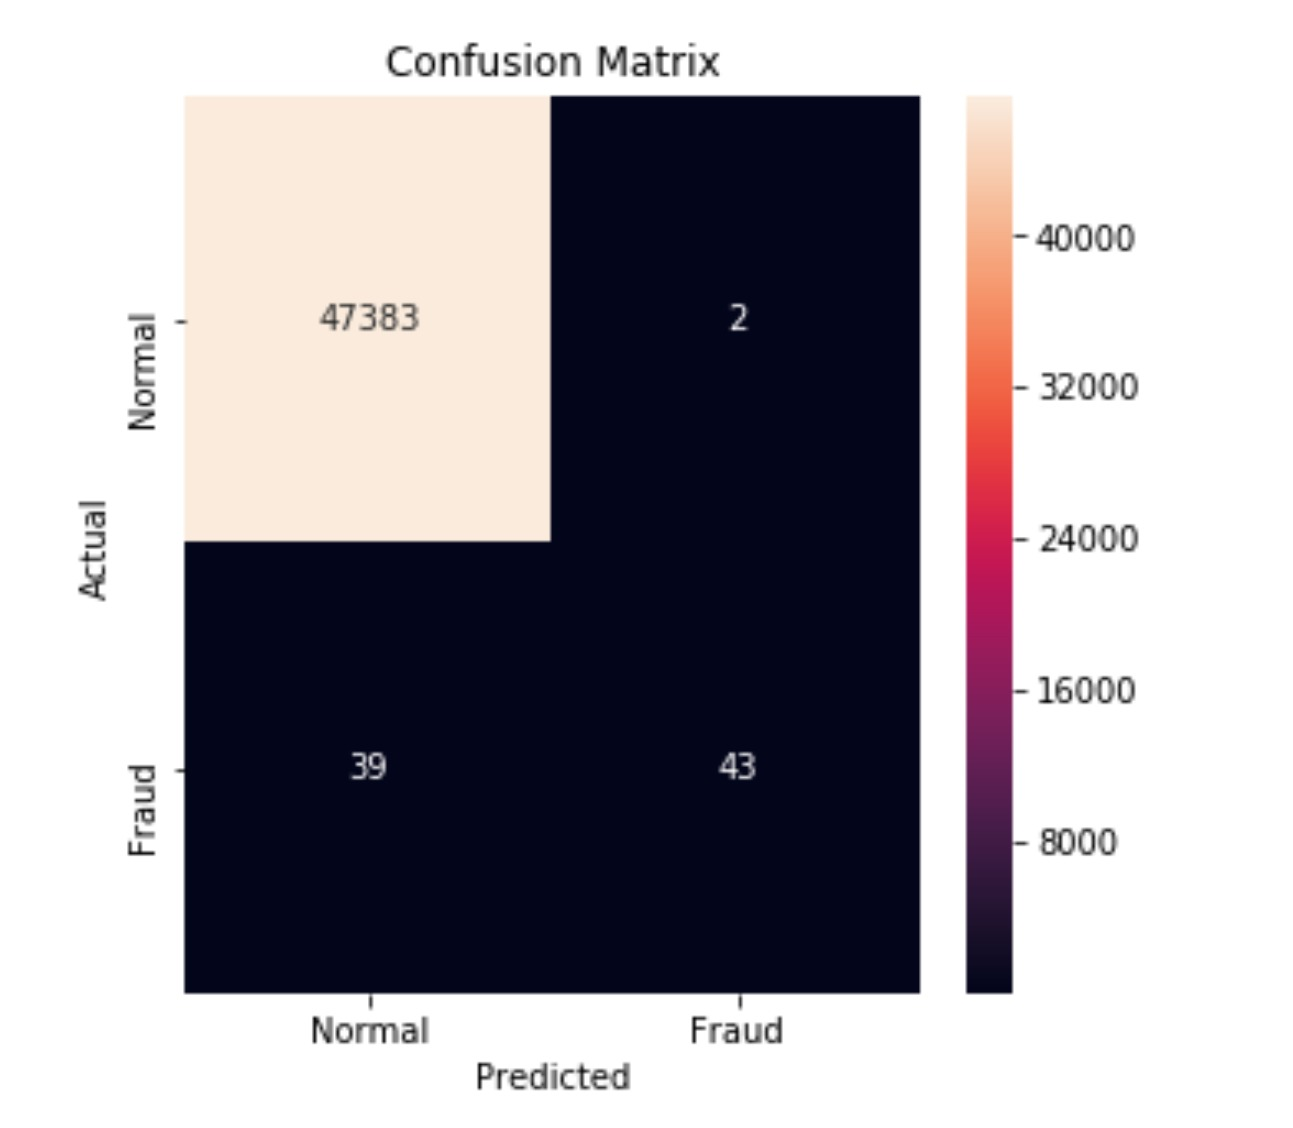 Confusion Matrix
Actual
Normal
Fraud
47383 2
39 43
Normal Fraud
Predicted
40000
32000
24000
16000
8000